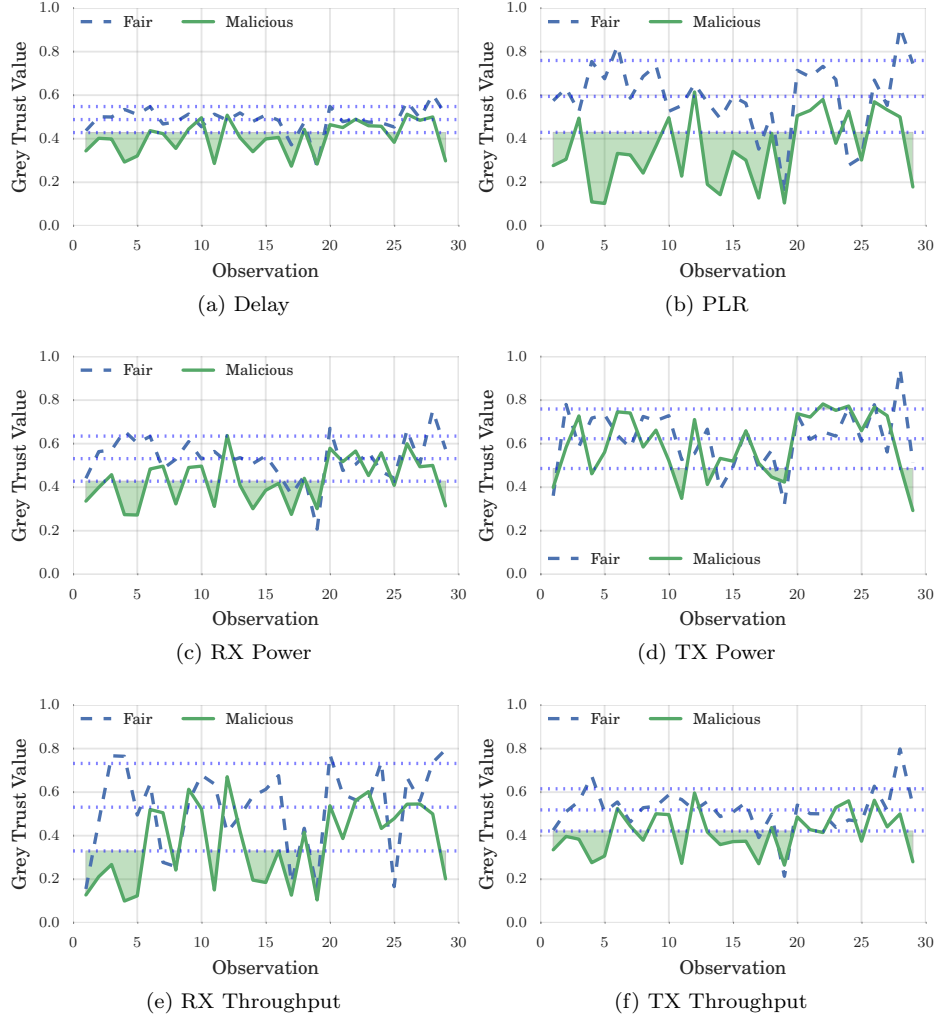 Grey Trust Value
1.0
0.8
0.6
0.4
0.2
0.0
Fair
Malicious
0 5 10 15 20 25 30
Observation
(a) Delay
Grey Trust Value
1.0
0.8
0.6
0.4
0.2
0.0
Fair
Malicious
0 5 10 15 20 25 30
Observation
(b) PLR
Grey Trust Value
1.0
0.8
0.6
0.4
0.2
0.0
Fair
Malicious
0 5 10 15 20 25 30
Observation
(c) RX Power
Grey Trust Value
1.0
0.8
0.6
0.4
0.2
0.0
Fair
Malicious
0 5 10 15 20 25 30
Observation
(d) TX Power
Grey Trust Value
1.0
0.8
0.6
0.4
0.2
0.0
Fair
Malicious
0 5 10 15 20 25 30
Observation
(e) RX Throughput
Grey Trust Value
1.0
0.8
0.6
0.4
0.2
0.0
Fair
Malicious
0 5 10 15 20 25 30
Observation
(f) TX Throughput